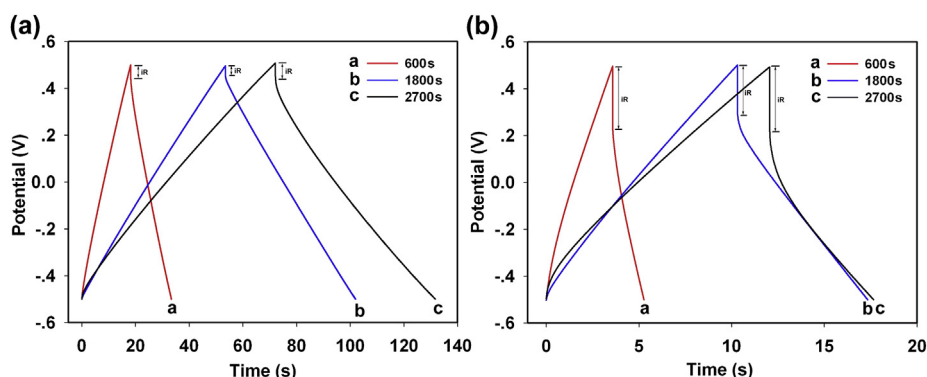 (a)
.6
.4
.2
0.0
-.2
-.4
-.6
Potential (V)
0 20 40 60 80 100 120 140
Time (s)
a 600s
b 1800s
c 2700s
iR
iR
iR
a
b
c
(b)
.6
.4
.2
0.0
-.2
-.4
-.6
Potential (V)
0 5 10 15 20
Time (s)
a 600s
b 1800s
c 2700s
iR
iR
iR
a
b c